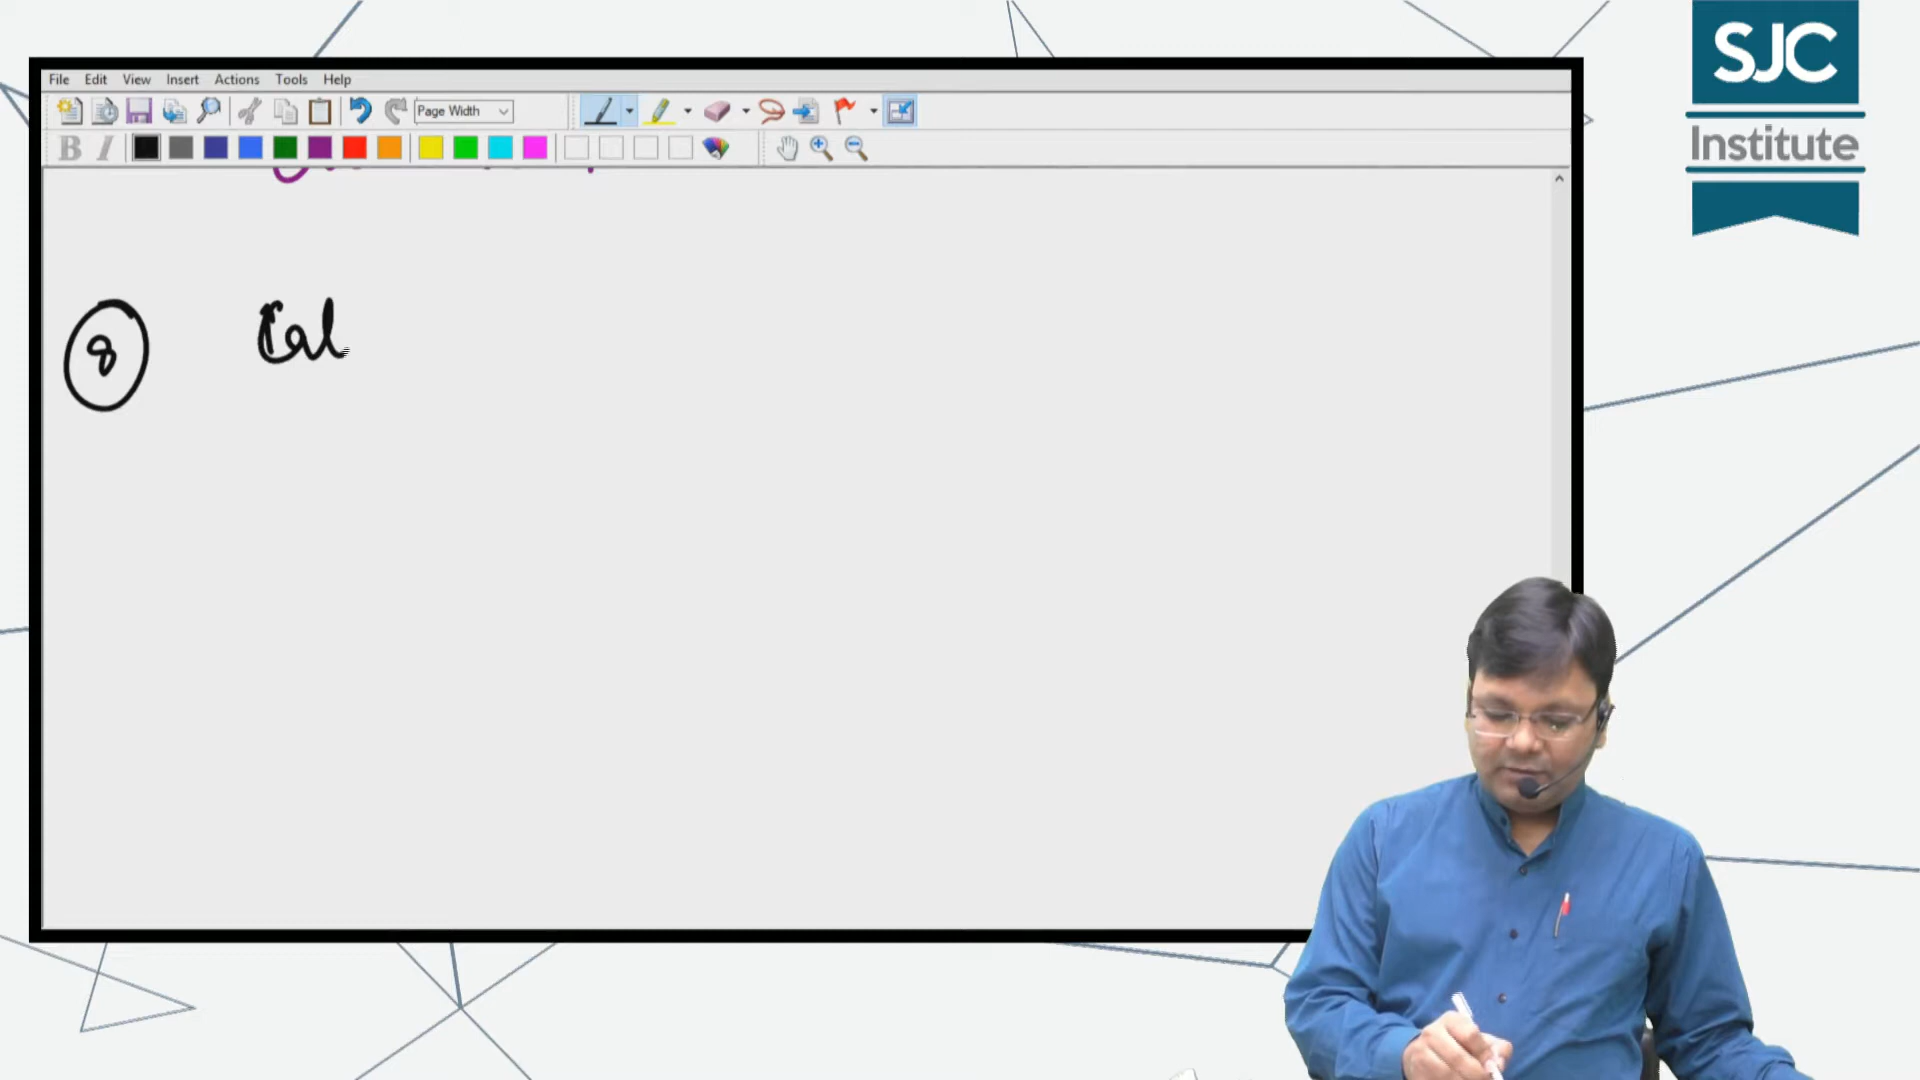 SJC
Institute
File Edit View Insert Actions Tools Help
Page Width
B I
8 Cal